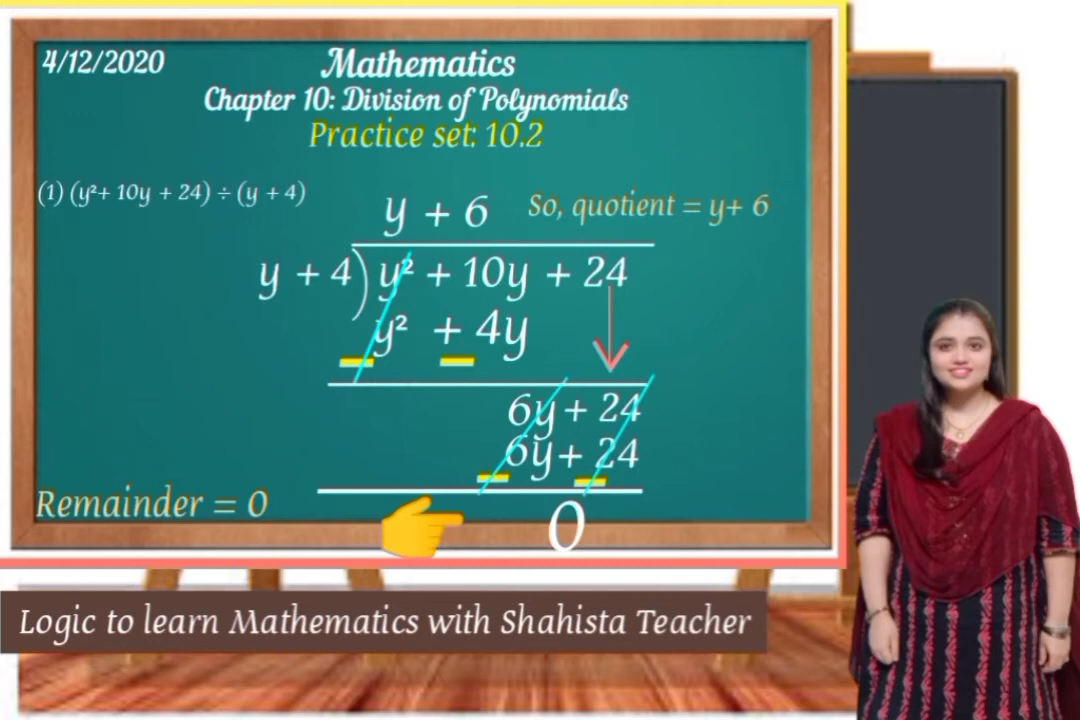 4/12/2020
Mathematics
Chapter 10: Division of Polynomials
Practice set: 10.2
(1) (y²+ 10y + 24) ÷ (y + 4)
y + 6
So, quotient = y+ 6
y + 4) y² + 10y + 24
y² + 4y
− −
6y + 24
6y + 24
− −
Remainder = 0
0
Logic to learn Mathematics with Shahista Teacher